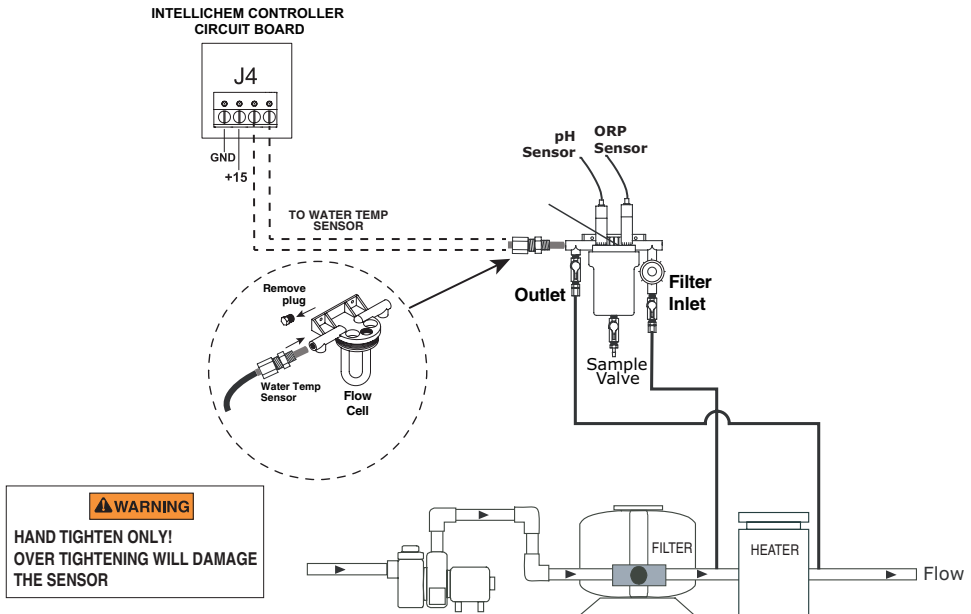 INTELLICHEM CONTROLLER
CIRCUIT BOARD
J4
GND
+15
TO WATER TEMP
SENSOR
pH
Sensor
ORP
Sensor
Outlet
Filter
Inlet
Sample
Valve
Remove
plug
Water Temp
Sensor
Flow
Cell
WARNING
HAND TIGHTEN ONLY!
OVER TIGHTENING WILL DAMAGE
THE SENSOR
FILTER
HEATER
Flow